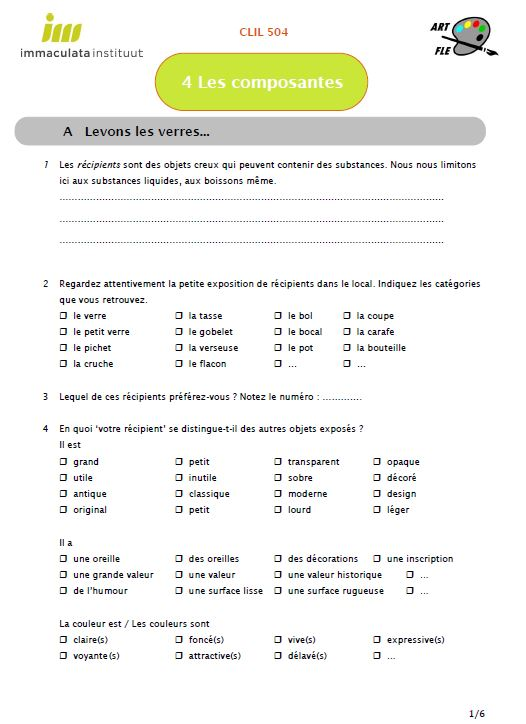 CLIL 504
ART
FLE
im
immaculata instituut
4 Les composantes
A Levons les verres...
1 Les récipients sont des objets creux qui peuvent contenir des substances. Nous nous limitons
ici aux substances liquides, aux boissons même.
................................................................................
................................................................................
................................................................................
2 Regardez attentivement la petite exposition de récipients dans le local. Indiquez les catégories
que vous retrouvez.
❒ le verre ❒ la tasse ❒ le bol ❒ la coupe
❒ le petit verre ❒ le gobelet ❒ le bocal ❒ la carafe
❒ le pichet ❒ la verseuse ❒ le pot ❒ la bouteille
❒ la cruche ❒ le flacon ❒ ... ❒ ...
3 Lequel de ces récipients préférez-vous ? Notez le numéro : .............
4 En quoi ‘votre récipient’ se distingue-t-il des autres objets exposés ?
Il est
❒ grand ❒ petit ❒ transparent ❒ opaque
❒ utile ❒ inutile ❒ sobre ❒ décoré
❒ antique ❒ classique ❒ moderne ❒ design
❒ original ❒ petit ❒ lourd ❒ léger
Il a
❒ une oreille ❒ des oreilles ❒ des décorations ❒ une inscription
❒ une grande valeur ❒ une valeur ❒ une valeur historique ❒ ...
❒ de l’humour ❒ une surface lisse ❒ une surface rugueuse ❒ ...
La couleur est / Les couleurs sont
❒ claire(s) ❒ foncé(s) ❒ vive(s) ❒ expressive(s)
❒ voyante(s) ❒ attractive(s) ❒ délavé(s) ❒ ...
1/6